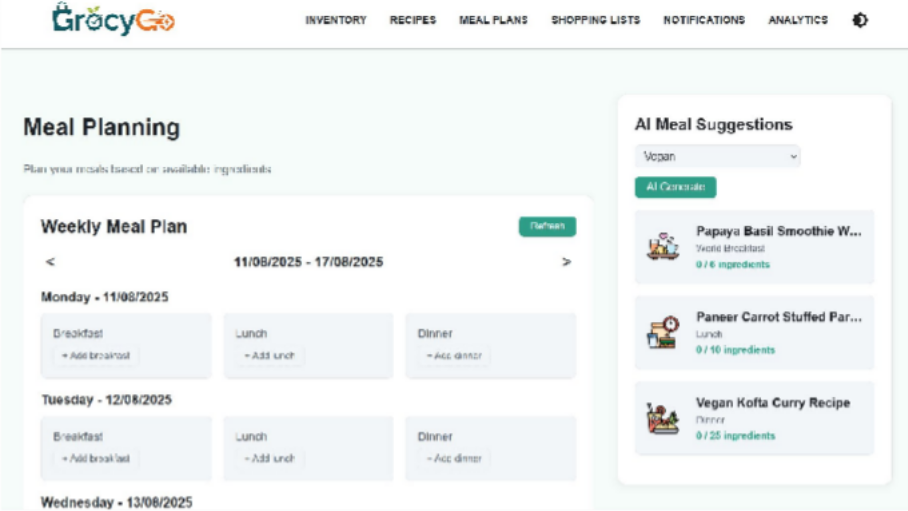 GrocyGo
INVENTORY RECIPES MEAL PLANS SHOPPING LISTS NOTIFICATIONS ANALYTICS
Meal Planning
Plan your meals based on available ingredients
Weekly Meal Plan
Refresh
< 11/08/2025 - 17/08/2025 >
Monday - 11/08/2025
Breakfast Lunch Dinner
+ Add breakfast + Add lunch + Add dinner
Tuesday - 12/08/2025
Breakfast Lunch Dinner
+ Add breakfast + Add lunch + Add dinner
Wednesday - 13/08/2025
AI Meal Suggestions
Vegan
AI Generate
Papaya Basil Smoothie W...
World Breakfast
0 / 6 ingredients
Paneer Carrot Stuffed Par...
Lunch
0 / 10 ingredients
Vegan Kofta Curry Recipe
Dinner
0 / 25 ingredients